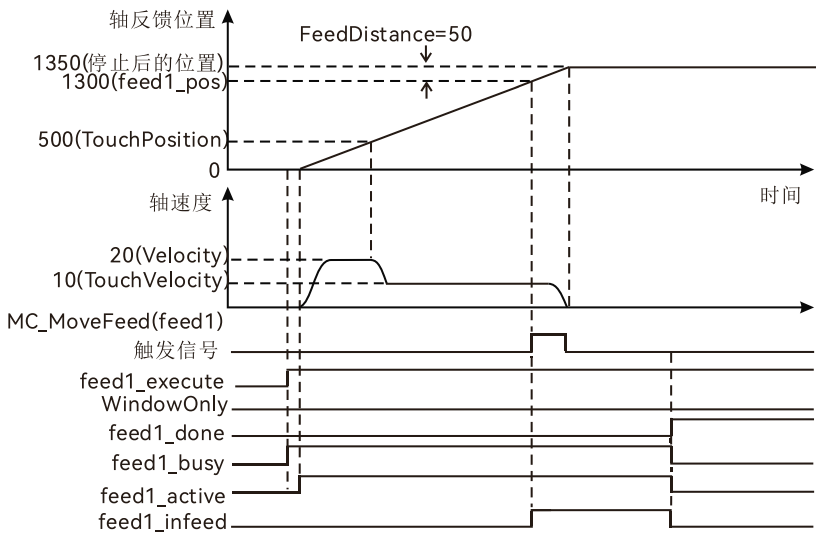 轴反馈位置
FeedDistance=50
1350(停止后的位置)
1300(feed1_pos)
500(TouchPosition)
0
时间
轴速度
20(Velocity)
10(TouchVelocity)
MC_MoveFeed(feed1)
触发信号
feed1_execute
WindowOnly
feed1_done
feed1_busy
feed1_active
feed1_infeed